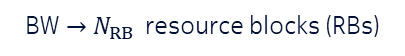 BW → N_RB resource blocks (RBs)